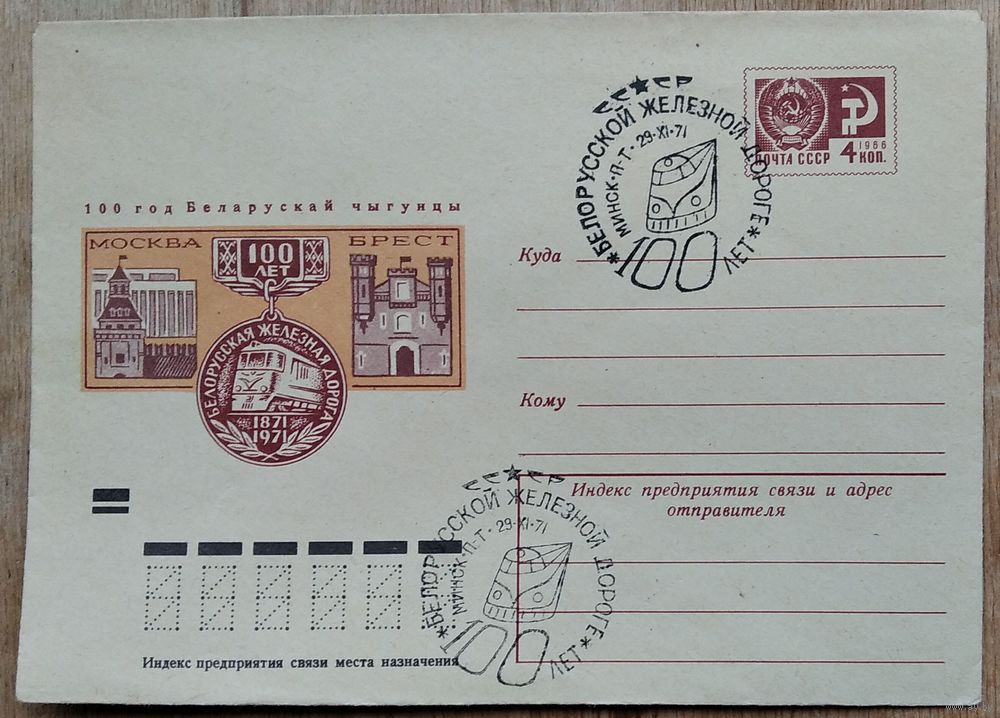 СССР
БЕЛОРУССКОЙ ЖЕЛЕЗНОЙ ДОРОГЕ
МИНСК·П-Т·29·XI·71
100 ЛЕТ
ПОЧТА СССР
1966
4 КОП.
100 год Беларускай чыгунцы
МОСКВА
БРЕСТ
100
ЛЕТ
БЕЛОРУССКАЯ ЖЕЛЕЗНАЯ ДОРОГА
1871
1971
Куда
Кому
Индекс предприятия связи и адрес
отправителя
СССР
БЕЛОРУССКОЙ ЖЕЛЕЗНОЙ ДОРОГЕ
МИНСК·П-Т·29·XI·71
100 ЛЕТ
Индекс предприятия связи места назначения